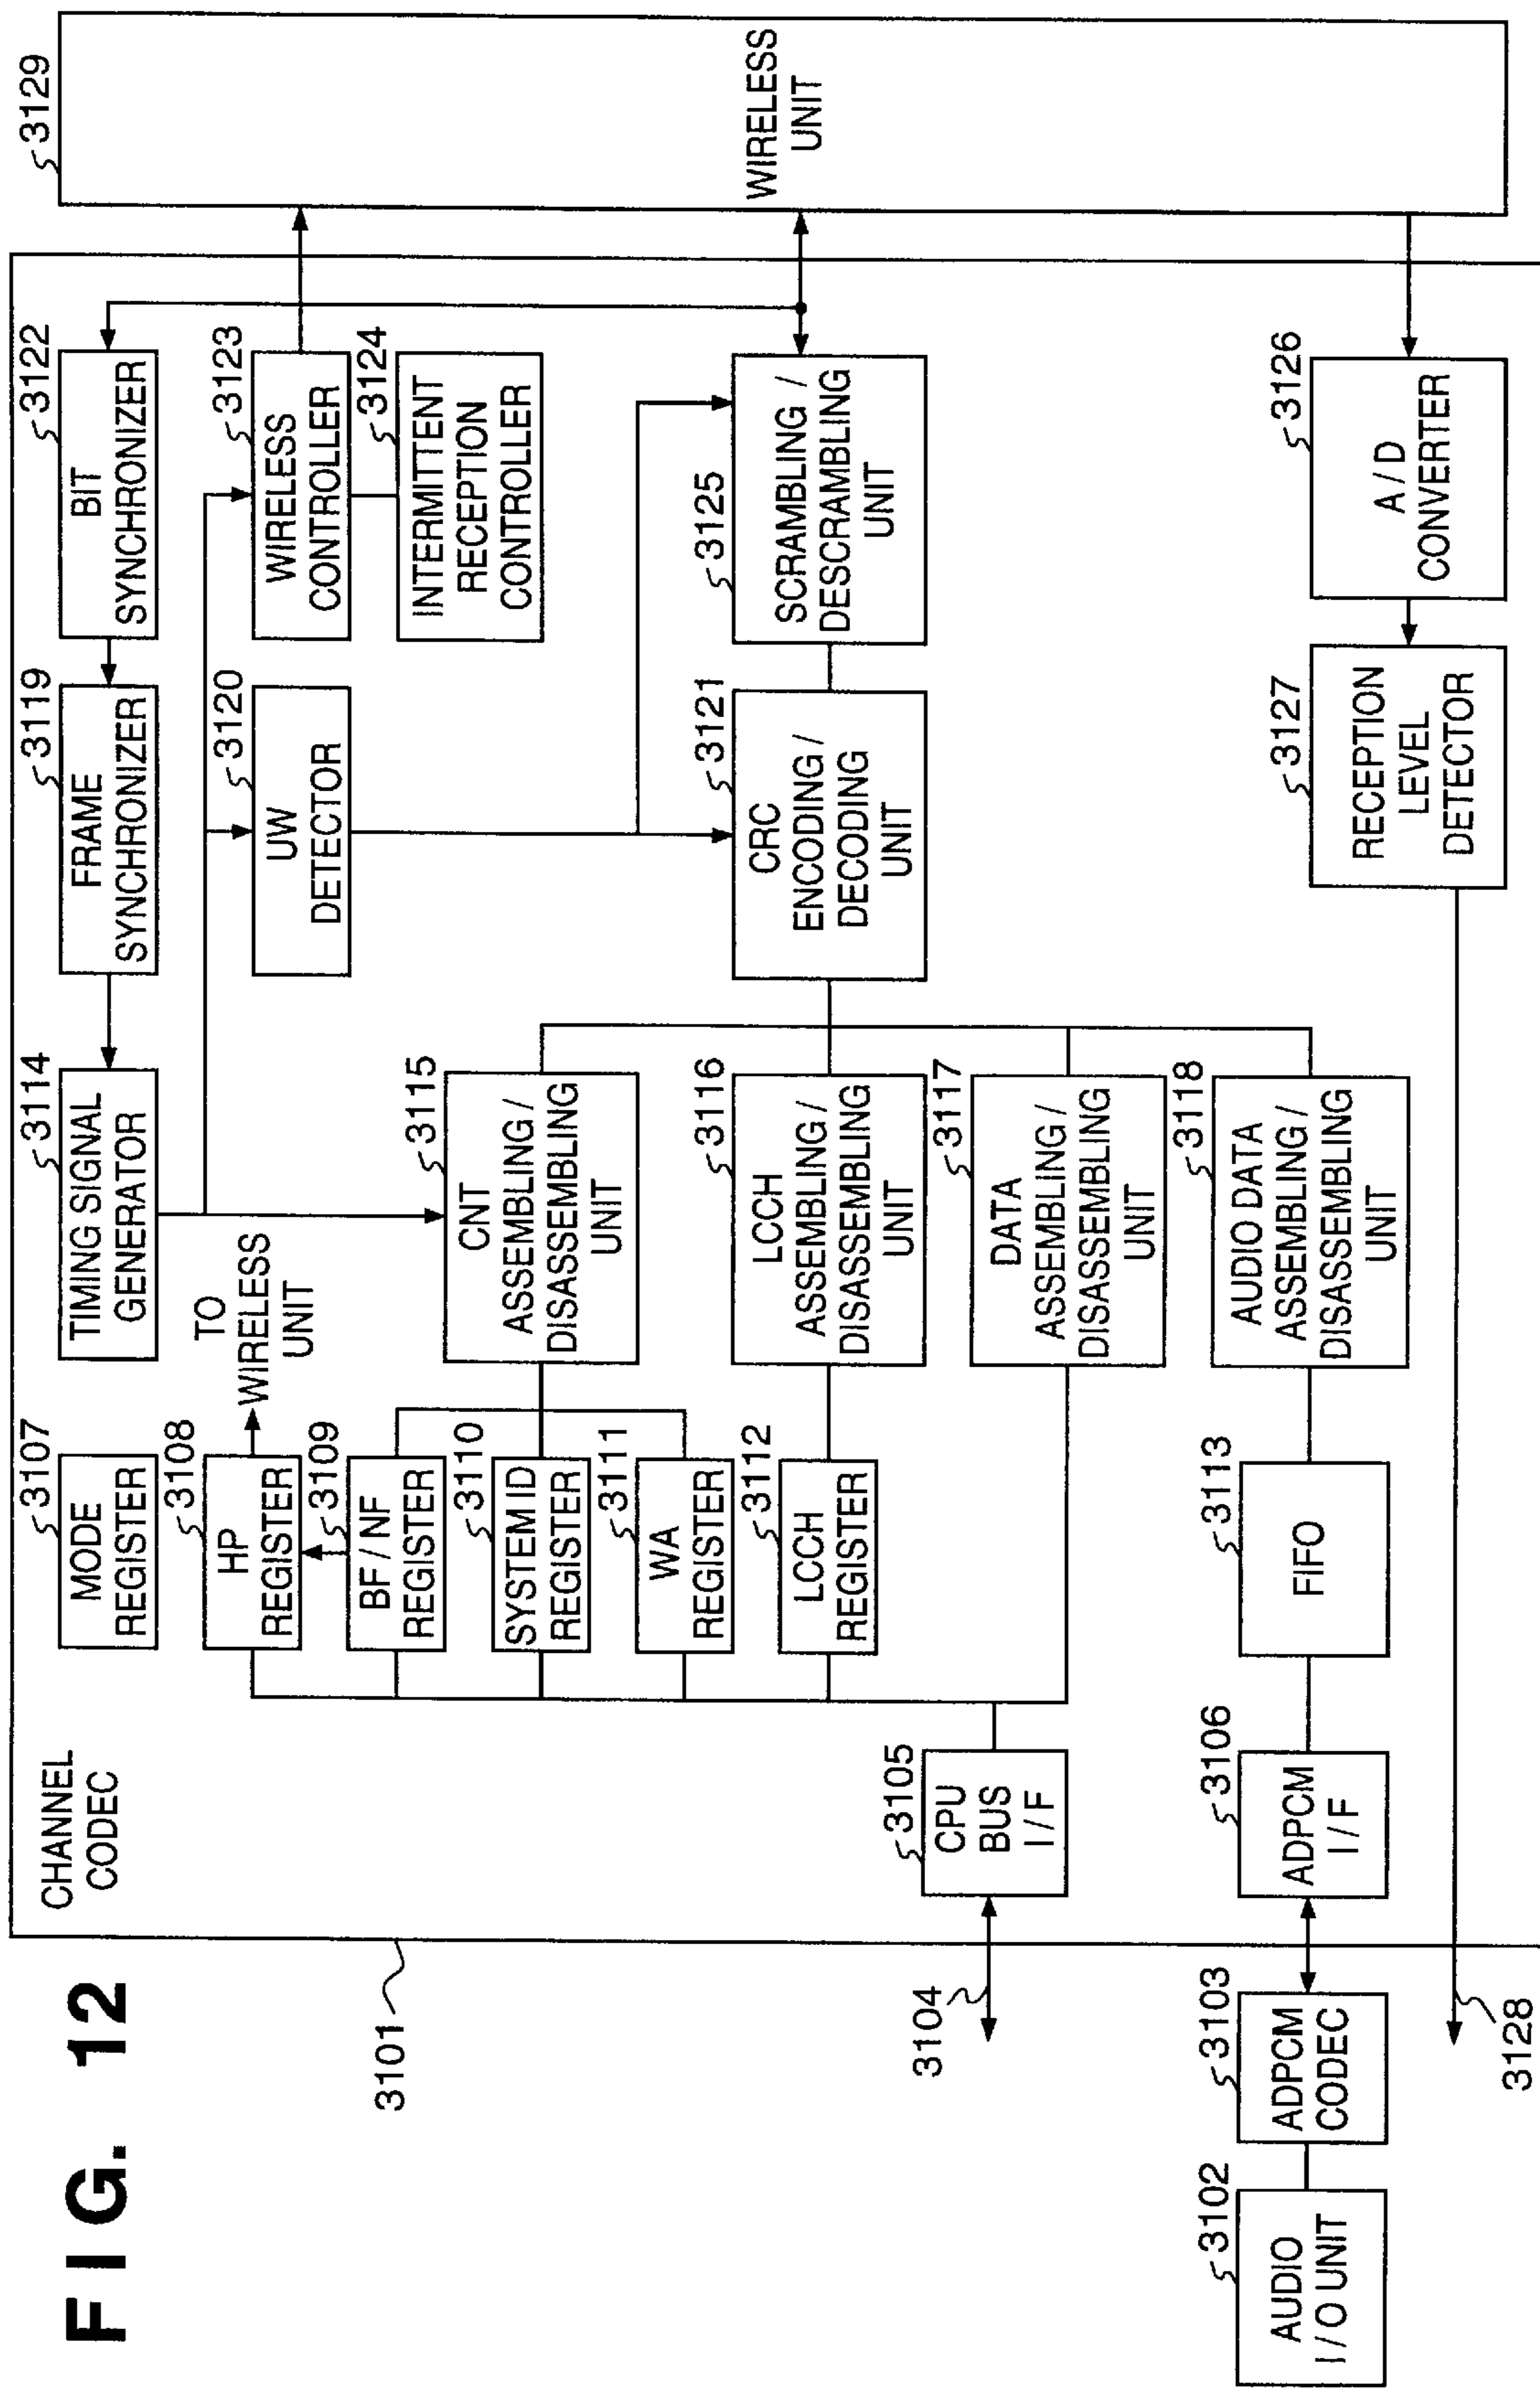 FIG. 12
CHANNEL
CODEC
3101
3107
MODE
REGISTER
3108
HP
REGISTER
TO
WIRELESS
UNIT
3109
BF / NF
REGISTER
3110
SYSTEM ID
REGISTER
3111
WA
REGISTER
3112
LCCH
REGISTER
3114
TIMING SIGNAL
GENERATOR
3119
FRAME
SYNCHRONIZER
3122
BIT
SYNCHRONIZER
3120
UW
DETECTOR
3123
WIRELESS
CONTROLLER
3124
INTERMITTENT
RECEPTION
CONTROLLER
3129
WIRELESS
UNIT
3115
CNT
ASSEMBLING /
DISASSEMBLING
UNIT
3116
LCCH
ASSEMBLING /
DISASSEMBLING
UNIT
3121
CRC
ENCODING /
DECODING
UNIT
3125
SCRAMBLING /
DESCRAMBLING
UNIT
3104
3105
CPU
BUS
I / F
3117
DATA
ASSEMBLING /
DISASSEMBLING
UNIT
3102
AUDIO
I / O UNIT
3103
ADPCM
CODEC
3106
ADPCM
I / F
3113
FIFO
3118
AUDIO DATA
ASSEMBLING /
DISASSEMBLING
UNIT
3127
RECEPTION
LEVEL
DETECTOR
3126
A / D
CONVERTER
3128